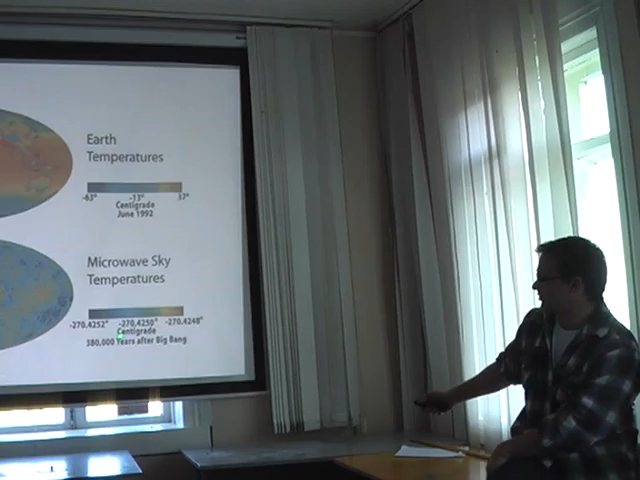 Earth
Temperatures
-63° -13° 37°
Centigrade
June 1992
Microwave Sky
Temperatures
-270.4252° -270.4250° -270.4248°
Centigrade
380,000 Years after Big Bang